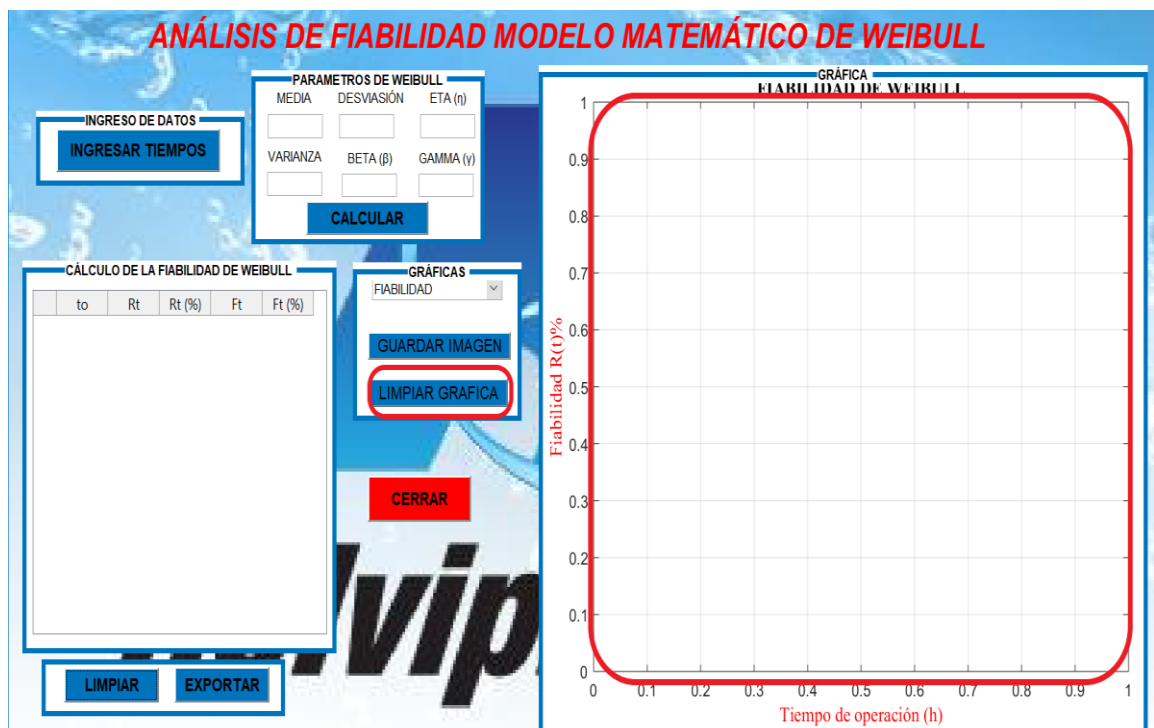 ANÁLISIS DE FIABILIDAD MODELO MATEMÁTICO DE WEIBULL
INGRESO DE DATOS
INGRESAR TIEMPOS
PARAMETROS DE WEIBULL
MEDIA DESVIASIÓN ETA (η)
VARIANZA BETA (β) GAMMA (γ)
CALCULAR
CÁLCULO DE LA FIABILIDAD DE WEIBULL
to Rt Rt (%) Ft Ft (%)
LIMPIAR EXPORTAR
GRÁFICAS
FIABILIDAD
GUARDAR IMAGEN
LIMPIAR GRAFICA
CERRAR
GRÁFICA
FIABILIDAD DE WEIBULL
Fiabilidad R(t)%
1
0.9
0.8
0.7
0.6
0.5
0.4
0.3
0.2
0.1
0
0 0.1 0.2 0.3 0.4 0.5 0.6 0.7 0.8 0.9 1
Tiempo de operación (h)